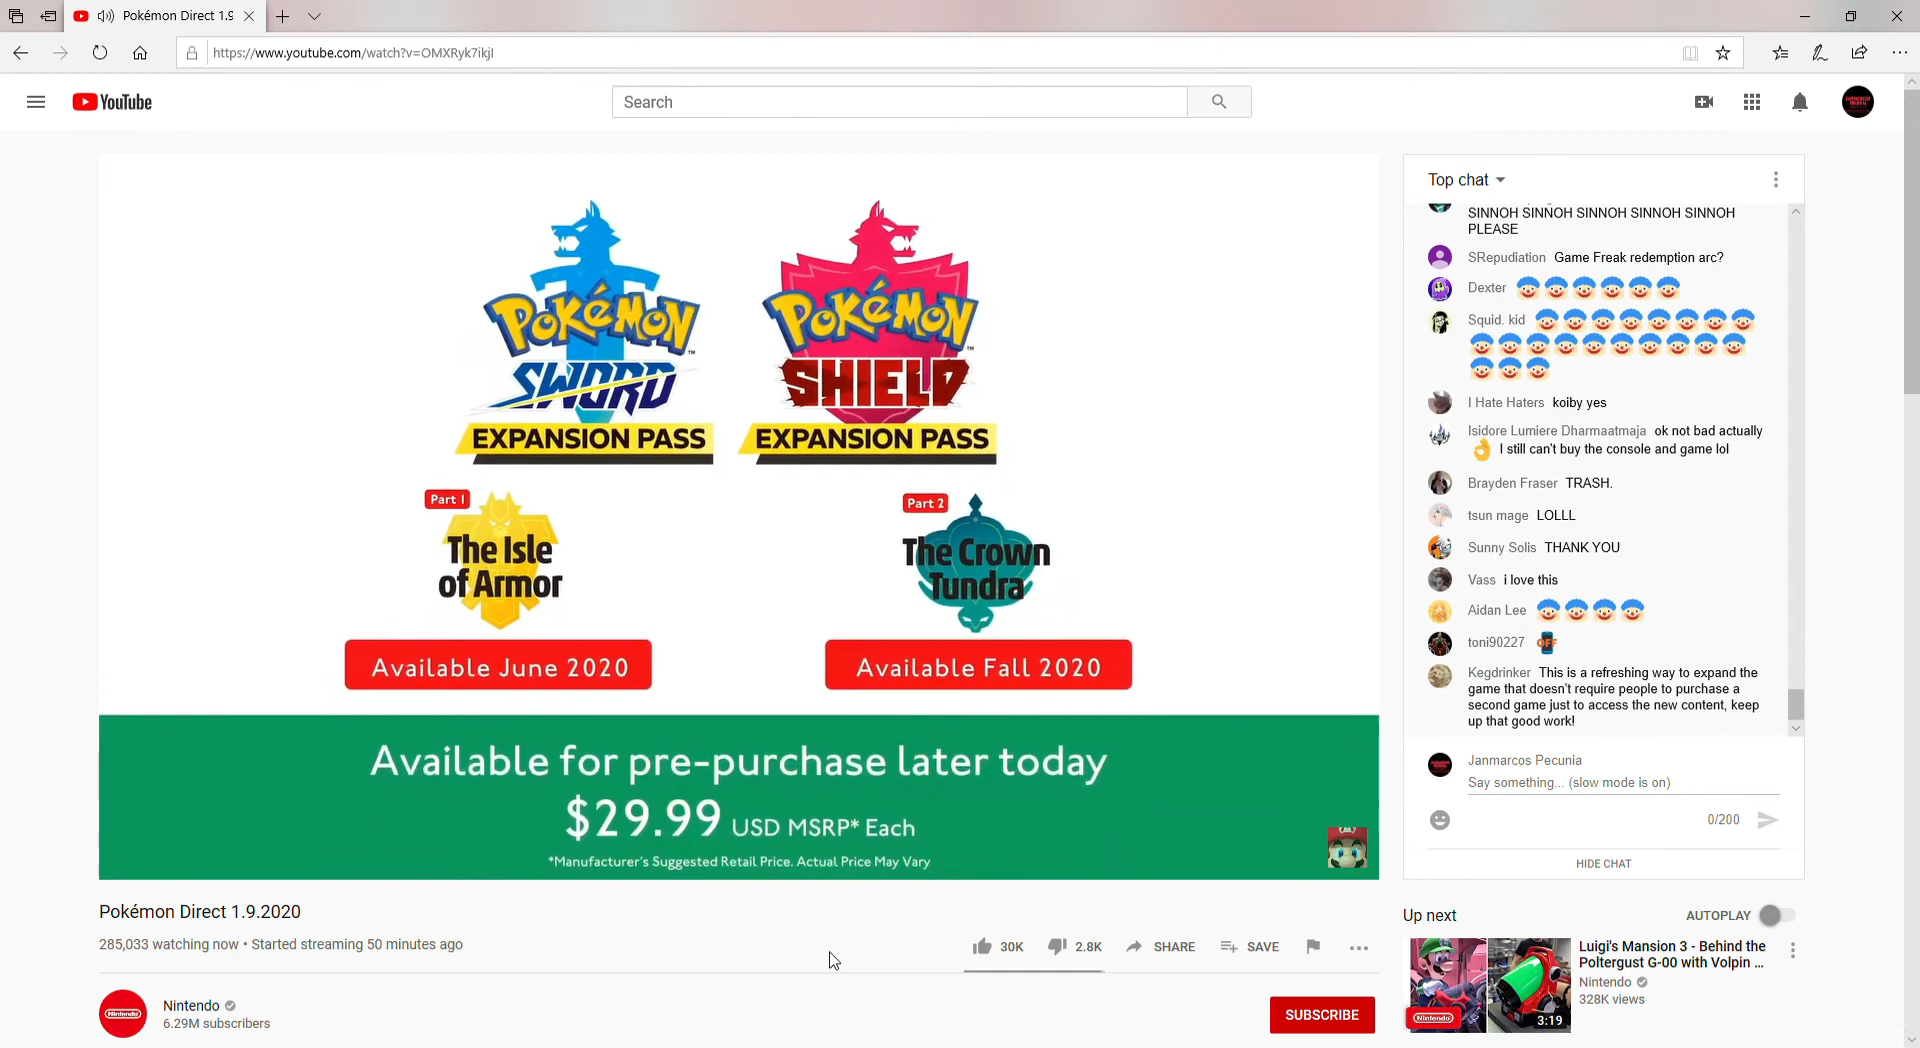 Pokémon Direct 1.9
https://www.youtube.com/watch?v=OMXRyk7ikjI
YouTube
Search
POKéMON
SWORD
EXPANSION PASS
POKéMON
SHIELD
EXPANSION PASS
Part 1
The Isle
of Armor
Available June 2020
Part 2
The Crown
Tundra
Available Fall 2020
Available for pre-purchase later today
$29.99 USD MSRP* Each
*Manufacturer's Suggested Retail Price. Actual Price May Vary
Pokémon Direct 1.9.2020
285,033 watching now • Started streaming 50 minutes ago
30K
2.8K
SHARE
SAVE
Nintendo
Nintendo
6.29M subscribers
SUBSCRIBE
Top chat
SINNOH SINNOH SINNOH SINNOH SINNOH
PLEASE
SRepudiation Game Freak redemption arc?
Dexter
Squid. kid
I Hate Haters koiby yes
Isidore Lumiere Dharmaatmaja ok not bad actually
I still can't buy the console and game lol
Brayden Fraser TRASH.
tsun mage LOLLL
Sunny Solis THANK YOU
Vass i love this
Aidan Lee
toni90227 OFF
Kegdrinker This is a refreshing way to expand the
game that doesn't require people to purchase a
second game just to access the new content, keep
up that good work!
Janmarcos Pecunia
Say something... (slow mode is on)
0/200
HIDE CHAT
Up next
AUTOPLAY
Nintendo
3:19
Luigi's Mansion 3 - Behind the
Poltergust G-00 with Volpin ...
Nintendo
328K views